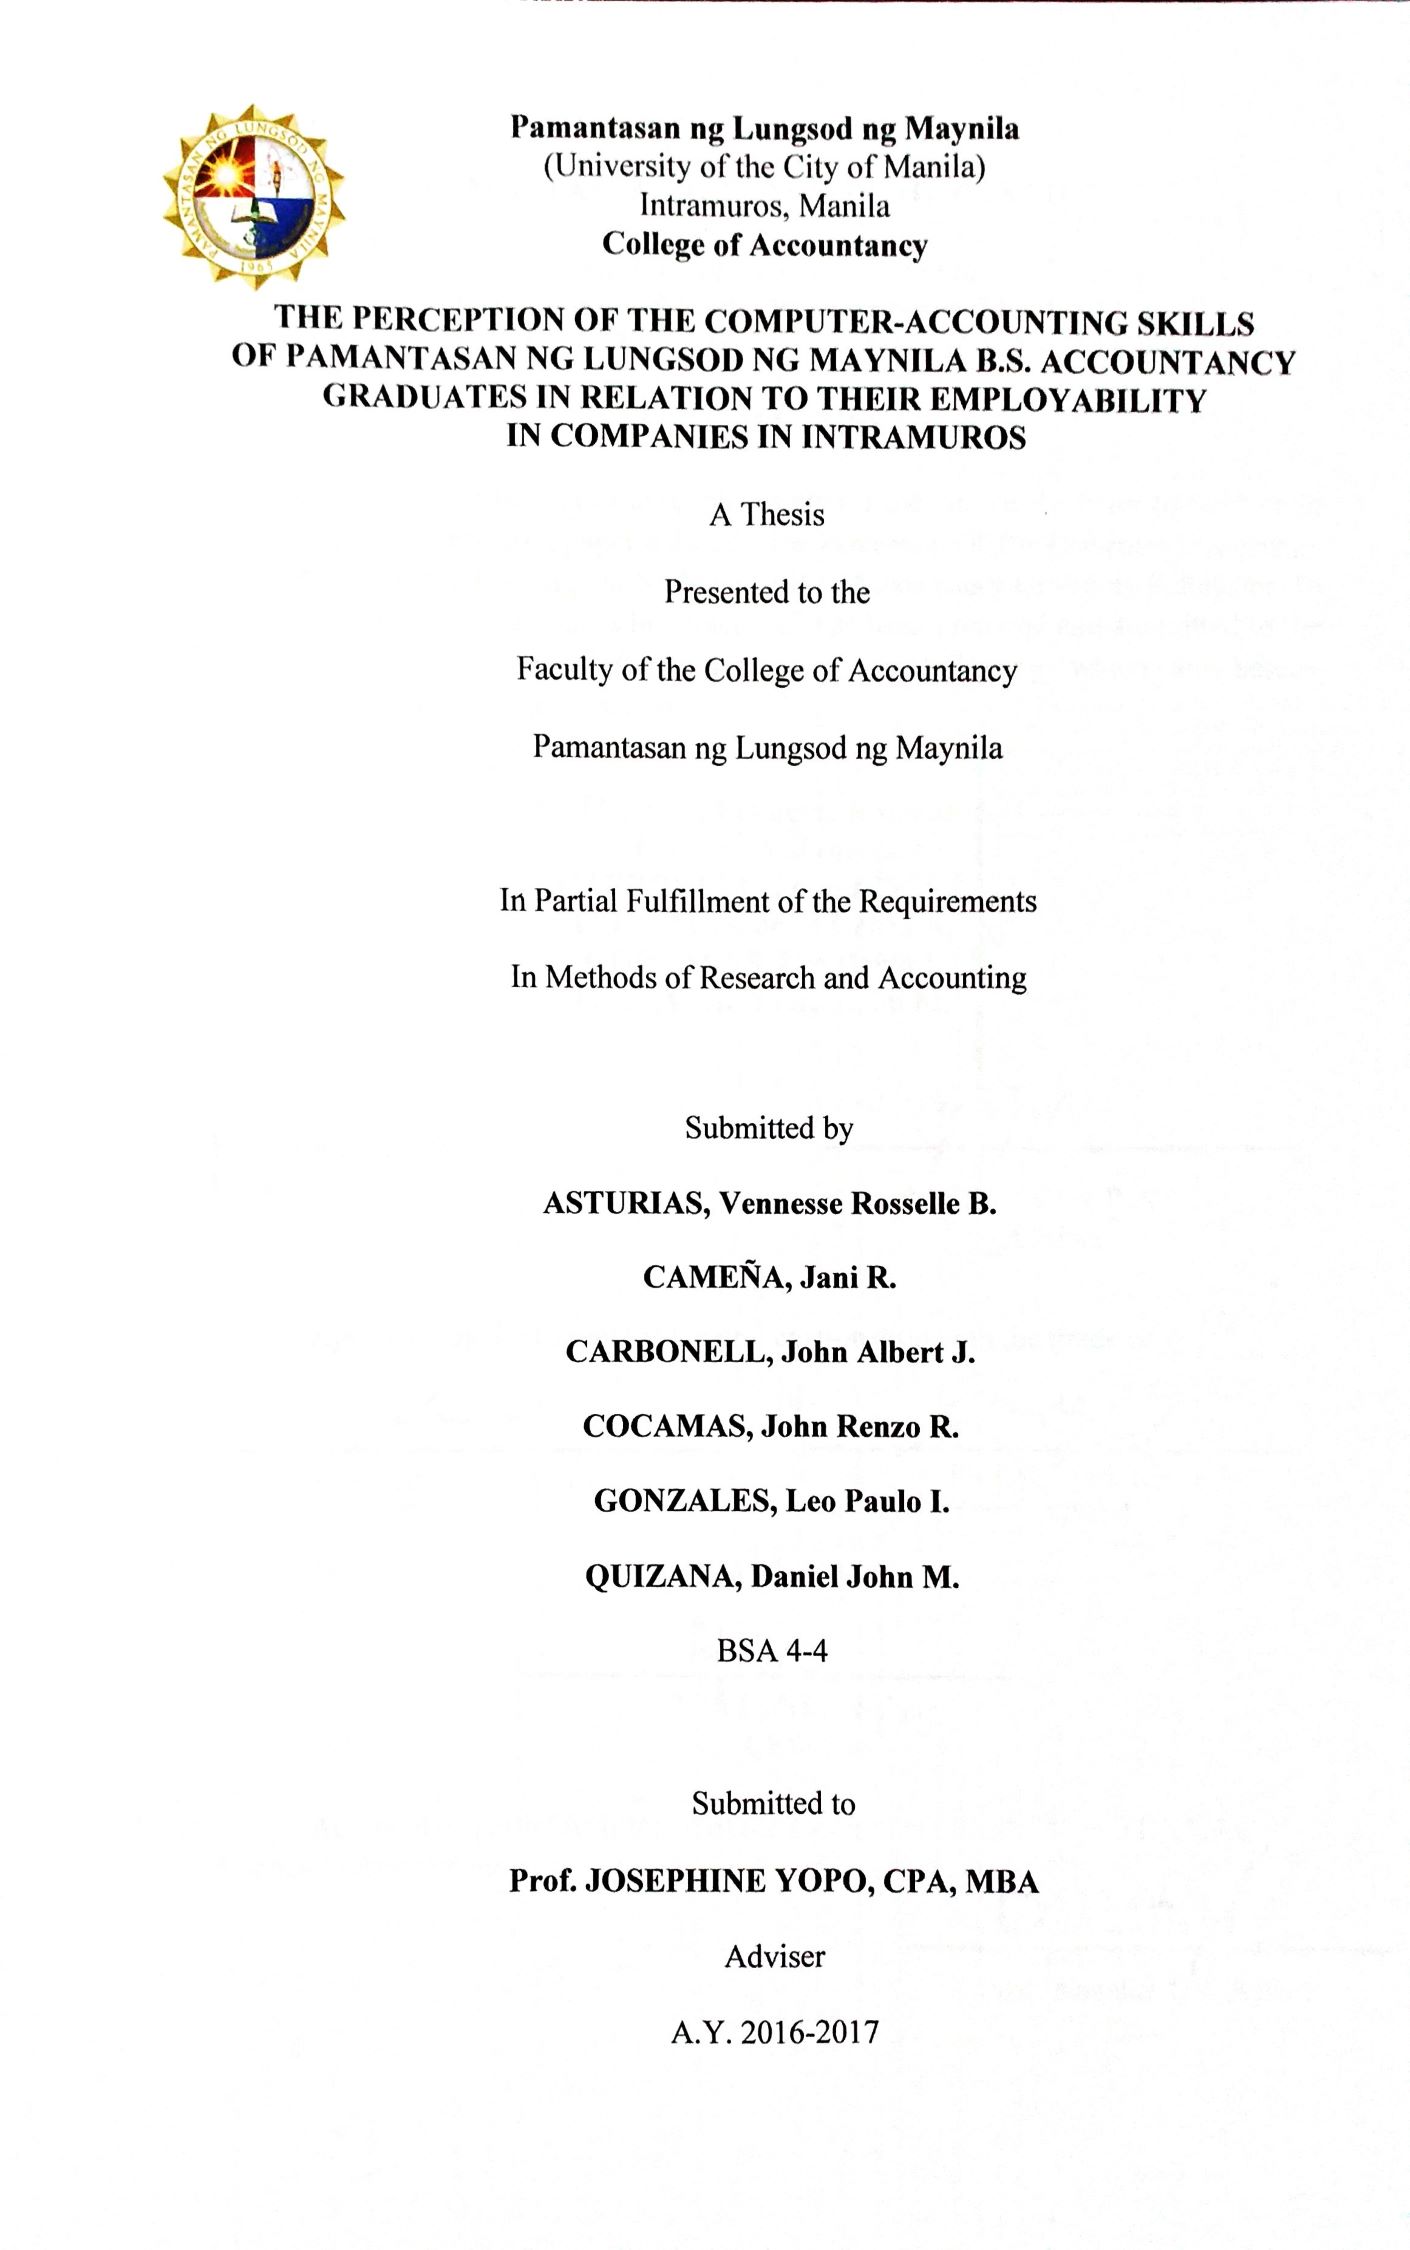 PAMANTASAN NG LUNGSOD NG MAYNILA
1965
Pamantasan ng Lungsod ng Maynila
(University of the City of Manila)
Intramuros, Manila
College of Accountancy
THE PERCEPTION OF THE COMPUTER-ACCOUNTING SKILLS
OF PAMANTASAN NG LUNGSOD NG MAYNILA B.S. ACCOUNTANCY
GRADUATES IN RELATION TO THEIR EMPLOYABILITY
IN COMPANIES IN INTRAMUROS
A Thesis
Presented to the
Faculty of the College of Accountancy
Pamantasan ng Lungsod ng Maynila
In Partial Fulfillment of the Requirements
In Methods of Research and Accounting
Submitted by
ASTURIAS, Vennesse Rosselle B.
CAMEÑA, Jani R.
CARBONELL, John Albert J.
COCAMAS, John Renzo R.
GONZALES, Leo Paulo I.
QUIZANA, Daniel John M.
BSA 4-4
Submitted to
Prof. JOSEPHINE YOPO, CPA, MBA
Adviser
A.Y. 2016-2017